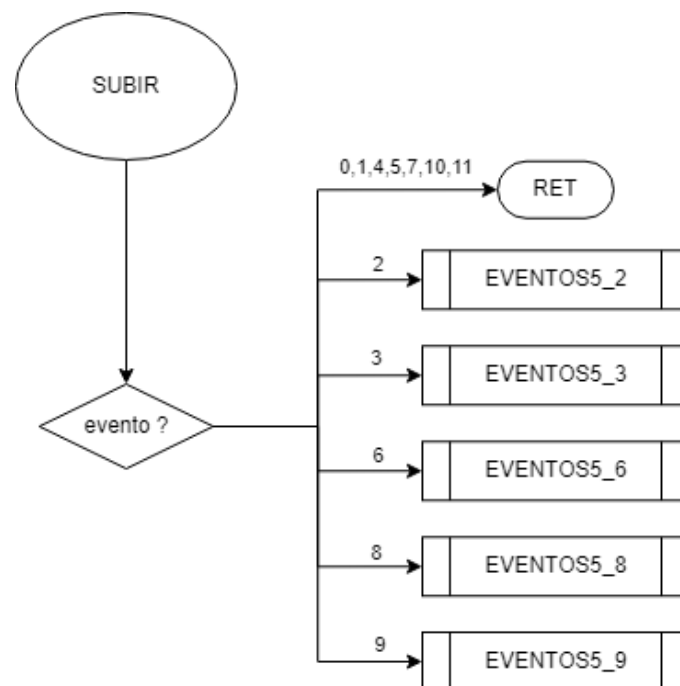 SUBIR
0,1,4,5,7,10,11
RET
2
EVENTOS5_2
3
EVENTOS5_3
evento ?
6
EVENTOS5_6
8
EVENTOS5_8
9
EVENTOS5_9